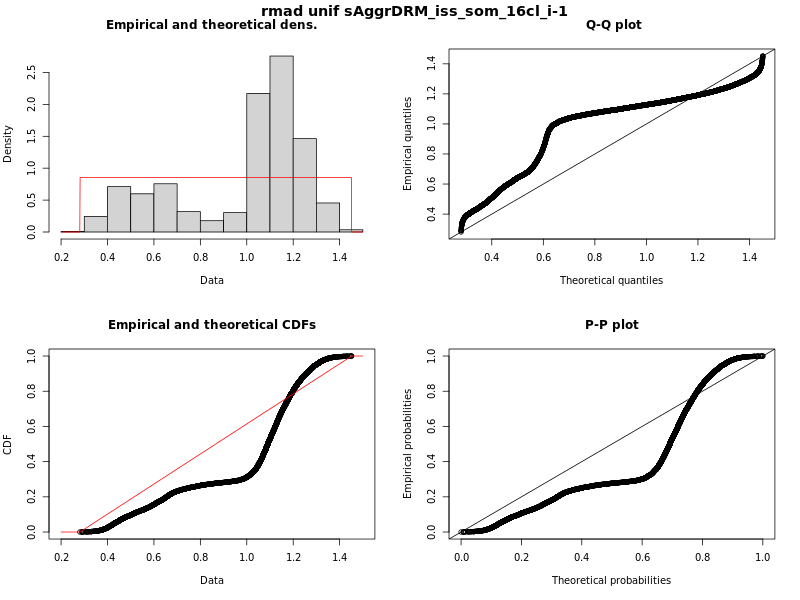 rmad unif sAggrDRM_iss_som_16cl_i-1
Empirical and theoretical dens.
Density
0.0 0.5 1.0 1.5 2.0 2.5
0.2 0.4 0.6 0.8 1.0 1.2 1.4
Data
Q-Q plot
Empirical quantiles
0.4 0.6 0.8 1.0 1.2 1.4
0.4 0.6 0.8 1.0 1.2 1.4
Theoretical quantiles
Empirical and theoretical CDFs
CDF
0.0 0.2 0.4 0.6 0.8 1.0
0.2 0.4 0.6 0.8 1.0 1.2 1.4
Data
P-P plot
Empirical probabilities
0.0 0.2 0.4 0.6 0.8 1.0
0.0 0.2 0.4 0.6 0.8 1.0
Theoretical probabilities